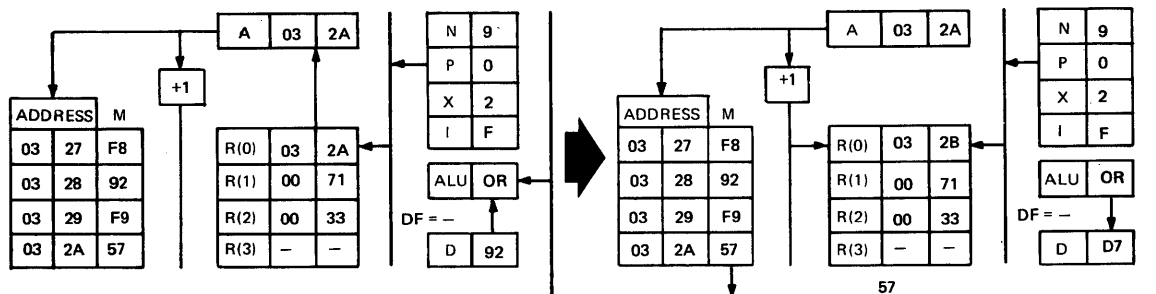 A 03 2A
N 9
P 0
X 2
I F
+1
ADDRESS M
03 27 F8
03 28 92
03 29 F9
03 2A 57
R(0) 03 2A
R(1) 00 71
R(2) 00 33
R(3) – –
ALU OR
DF = –
D 92
A 03 2A
N 9
P 0
X 2
I F
+1
ADDRESS M
03 27 F8
03 28 92
03 29 F9
03 2A 57
R(0) 03 2B
R(1) 00 71
R(2) 00 33
R(3) – –
ALU OR
DF = –
D D7
57